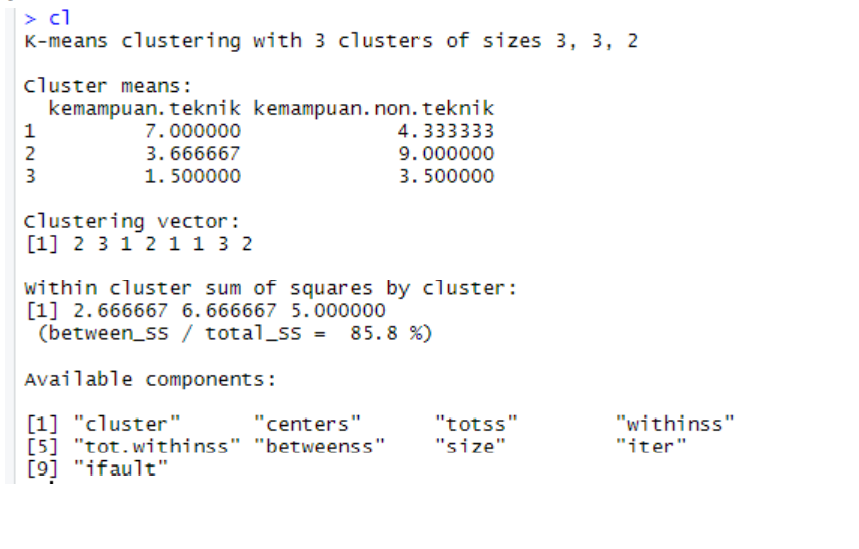 > cl
K-means clustering with 3 clusters of sizes 3, 3, 2
Cluster means:
  kemampuan.teknik kemampuan.non.teknik
1         7.000000             4.333333
2         3.666667             9.000000
3         1.500000             3.500000
Clustering vector:
[1] 2 3 1 2 1 1 3 2
Within cluster sum of squares by cluster:
[1] 2.666667 6.666667 5.000000
 (between_SS / total_SS =  85.8 %)
Available components:
[1] "cluster"      "centers"      "totss"        "withinss"
[5] "tot.withinss" "betweenss"    "size"         "iter"
[9] "ifault"